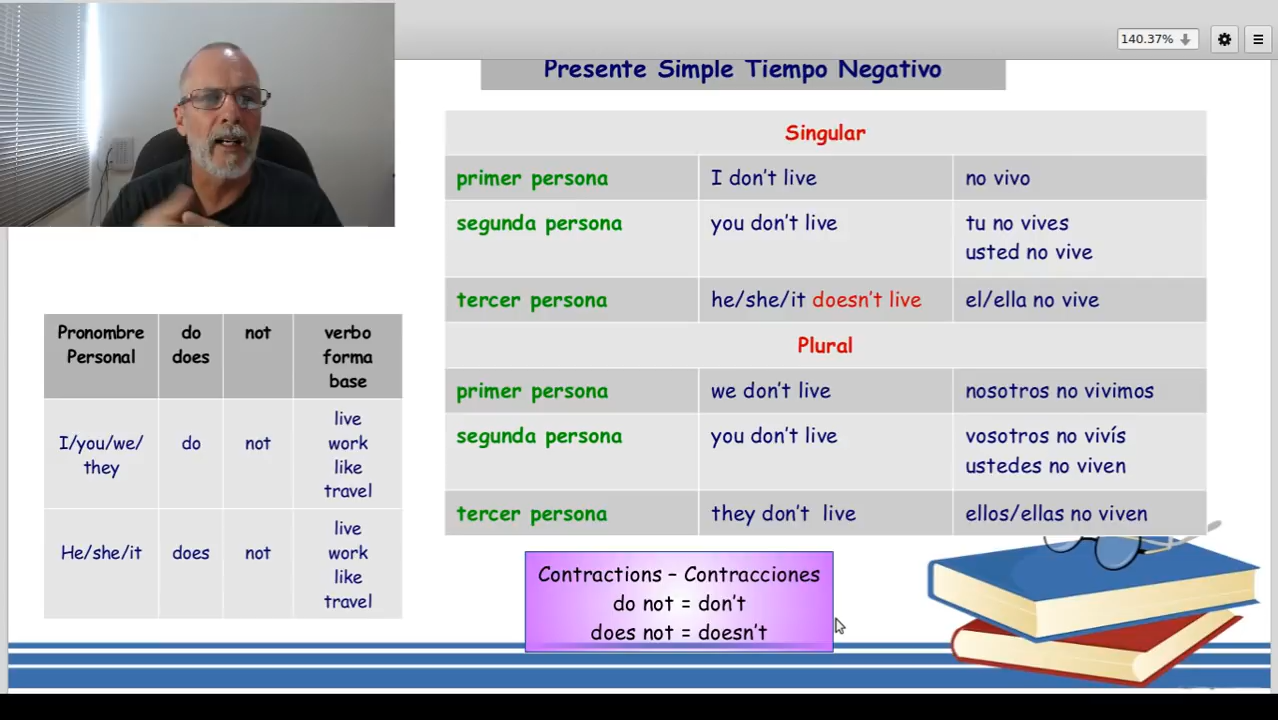 140.37%
Presente Simple Tiempo Negativo
Singular
primer persona I don't live no vivo
segunda persona you don't live tu no vives
usted no vive
tercer persona he/she/it doesn't live el/ella no vive
Plural
primer persona we don't live nosotros no vivimos
segunda persona you don't live vosotros no vivís
ustedes no viven
tercer persona they don't live ellos/ellas no viven
Pronombre do not verbo
Personal does forma
base
I/you/we/ do not live
they work
like
travel
He/she/it does not live
work
like
travel
Contractions - Contracciones
do not = don't
does not = doesn't